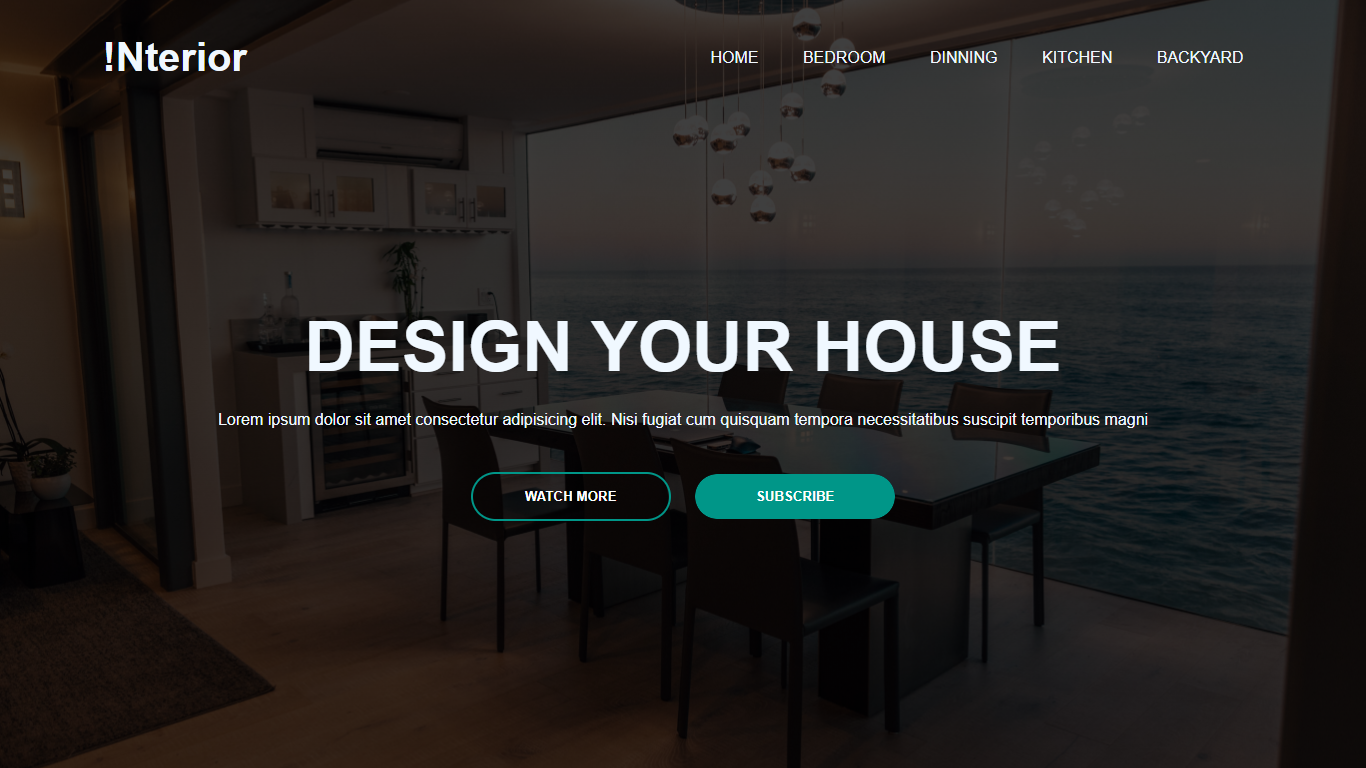 !Nterior
HOME BEDROOM DINNING KITCHEN BACKYARD
DESIGN YOUR HOUSE
Lorem ipsum dolor sit amet consectetur adipisicing elit. Nisi fugiat cum quisquam tempora necessitatibus suscipit temporibus magni
WATCH MORE SUBSCRIBE